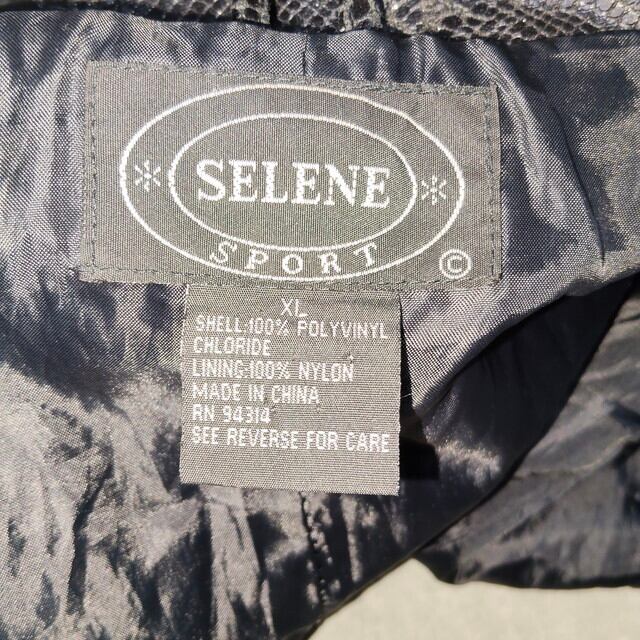 SELENE
SPORT
©
XL
SHELL:100% POLYVINYL
CHLORIDE
LINING:100% NYLON
MADE IN CHINA
RN 94314
SEE REVERSE FOR CARE